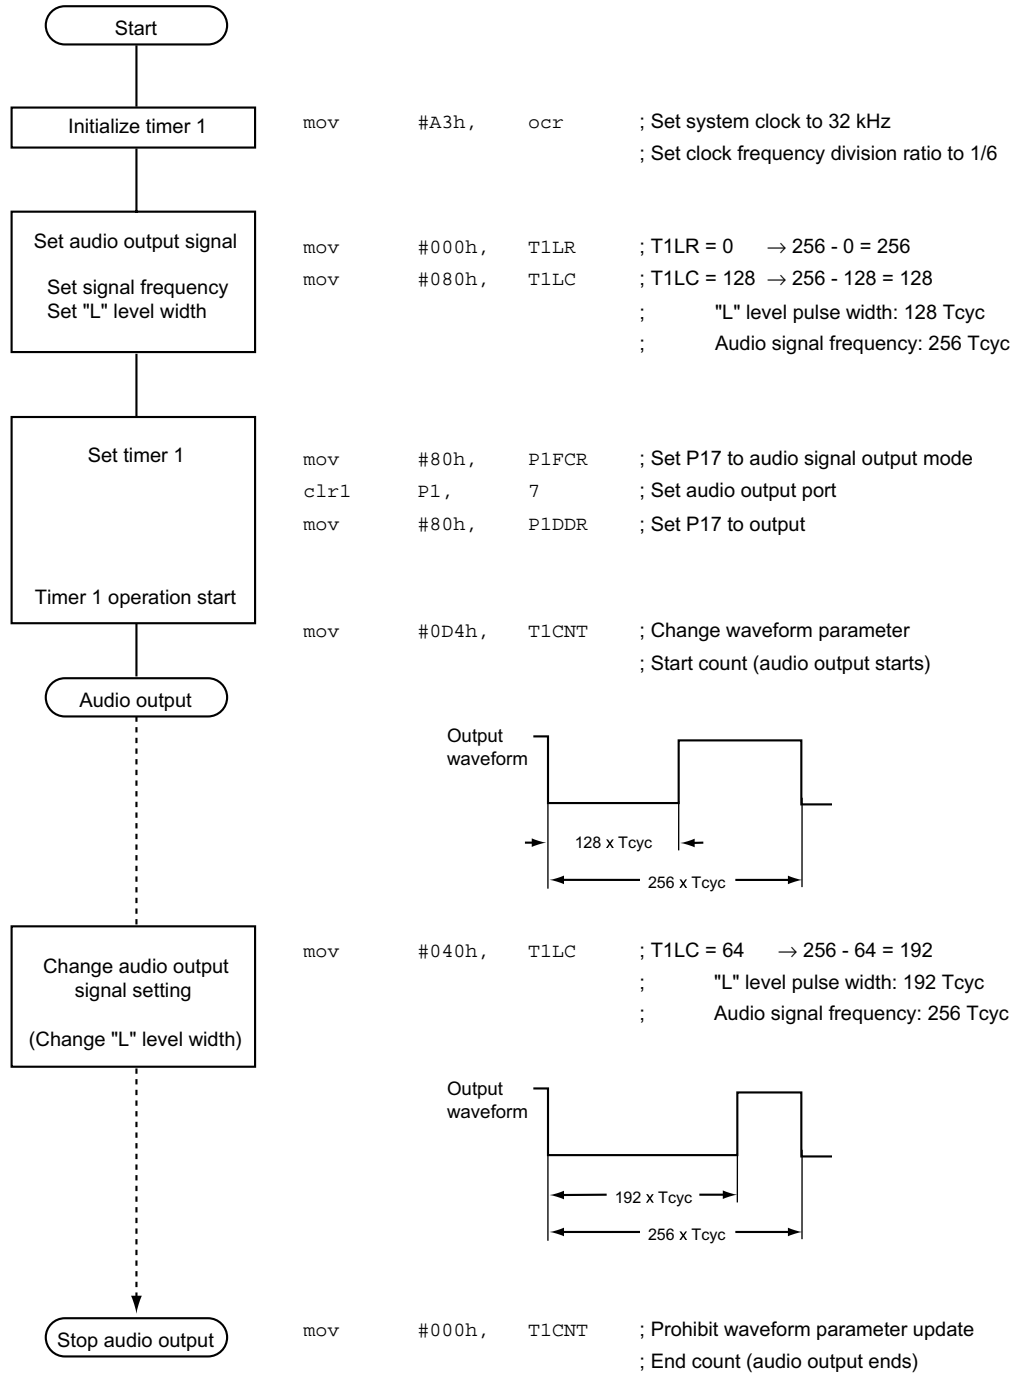 Start
Initialize timer 1
mov #A3h, ocr ; Set system clock to 32 kHz
; Set clock frequency division ratio to 1/6
Set audio output signal
Set signal frequency
Set "L" level width
mov #000h, T1LR ; T1LR = 0 → 256 - 0 = 256
mov #080h, T1LC ; T1LC = 128 → 256 - 128 = 128
; "L" level pulse width: 128 Tcyc
; Audio signal frequency: 256 Tcyc
Set timer 1
mov #80h, P1FCR ; Set P17 to audio signal output mode
clr1 P1, 7 ; Set audio output port
mov #80h, P1DDR ; Set P17 to output
Timer 1 operation start
mov #0D4h, T1CNT ; Change waveform parameter
; Start count (audio output starts)
Audio output
Output
waveform
128 x Tcyc
256 x Tcyc
Change audio output
signal setting
(Change "L" level width)
mov #040h, T1LC ; T1LC = 64 → 256 - 64 = 192
; "L" level pulse width: 192 Tcyc
; Audio signal frequency: 256 Tcyc
Output
waveform
192 x Tcyc
256 x Tcyc
Stop audio output
mov #000h, T1CNT ; Prohibit waveform parameter update
; End count (audio output ends)